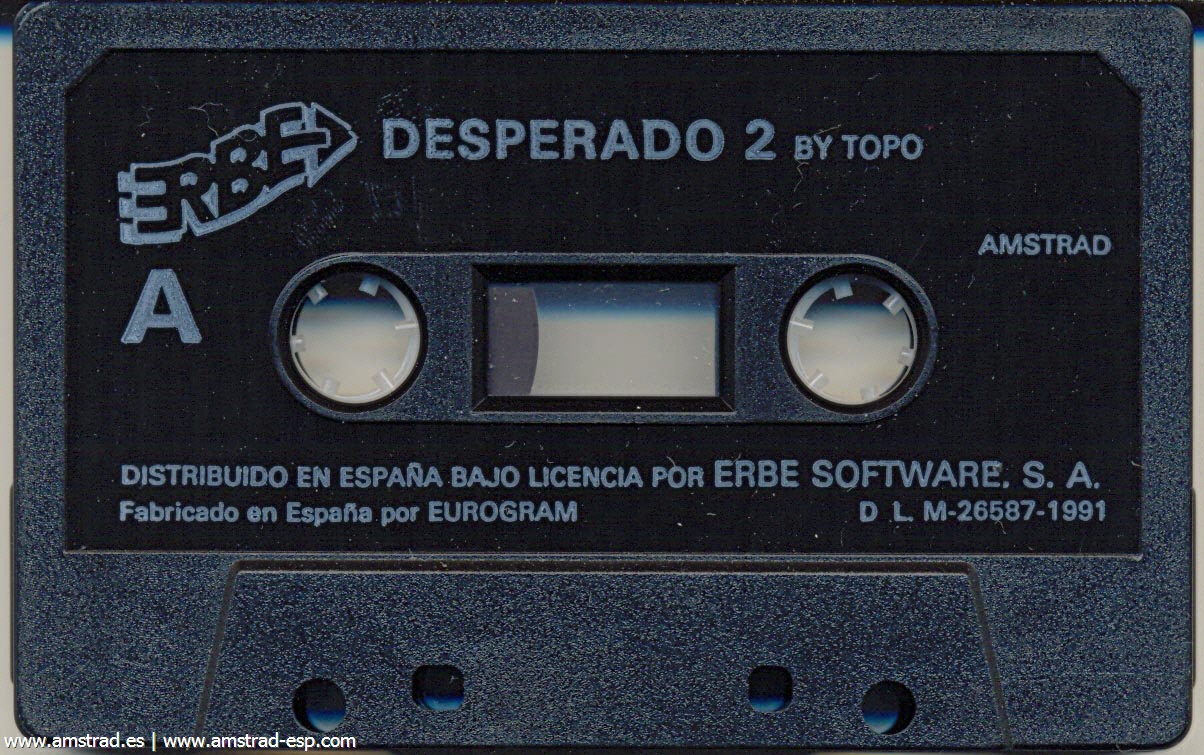 ERBE
DESPERADO 2 BY TOPO
AMSTRAD
A
DISTRIBUIDO EN ESPAÑA BAJO LICENCIA POR ERBE SOFTWARE. S. A.
Fabricado en España por EUROGRAM D L. M-26587-1991
www.amstrad.es | www.amstrad-esp.com